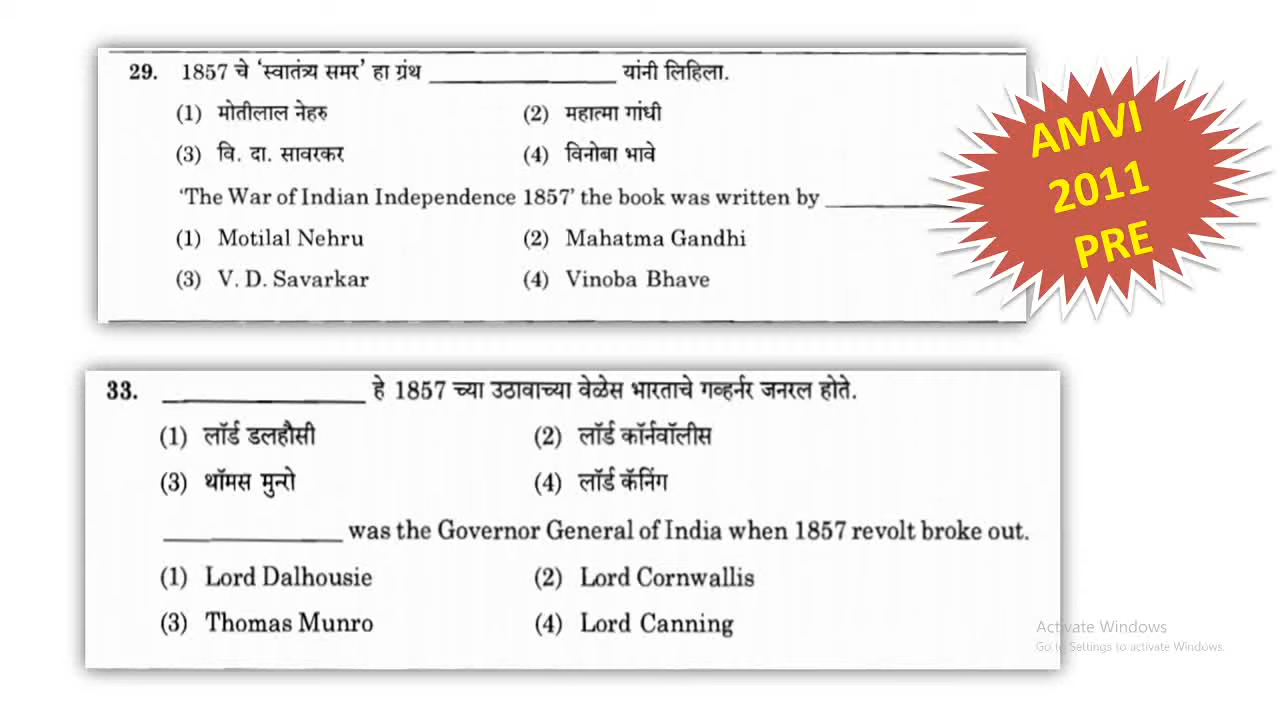 29. 1857 चे ‘स्वातंत्र्य समर’ हा ग्रंथ ____________ यांनी लिहिला.
(1) मोतीलाल नेहरु (2) महात्मा गांधी
(3) वि. दा. सावरकर (4) विनोबा भावे
‘The War of Indian Independence 1857’ the book was written by ____________
(1) Motilal Nehru (2) Mahatma Gandhi
(3) V. D. Savarkar (4) Vinoba Bhave
AMVI
2011
PRE
33. ____________ हे 1857 च्या उठावाच्या वेळेस भारताचे गव्हर्नर जनरल होते.
(1) लॉर्ड डलहौसी (2) लॉर्ड कॉर्नवॉलीस
(3) थॉमस मुन्रो (4) लॉर्ड कॅनिंग
____________ was the Governor General of India when 1857 revolt broke out.
(1) Lord Dalhousie (2) Lord Cornwallis
(3) Thomas Munro (4) Lord Canning
Activate Windows
Go to Settings to activate Windows.